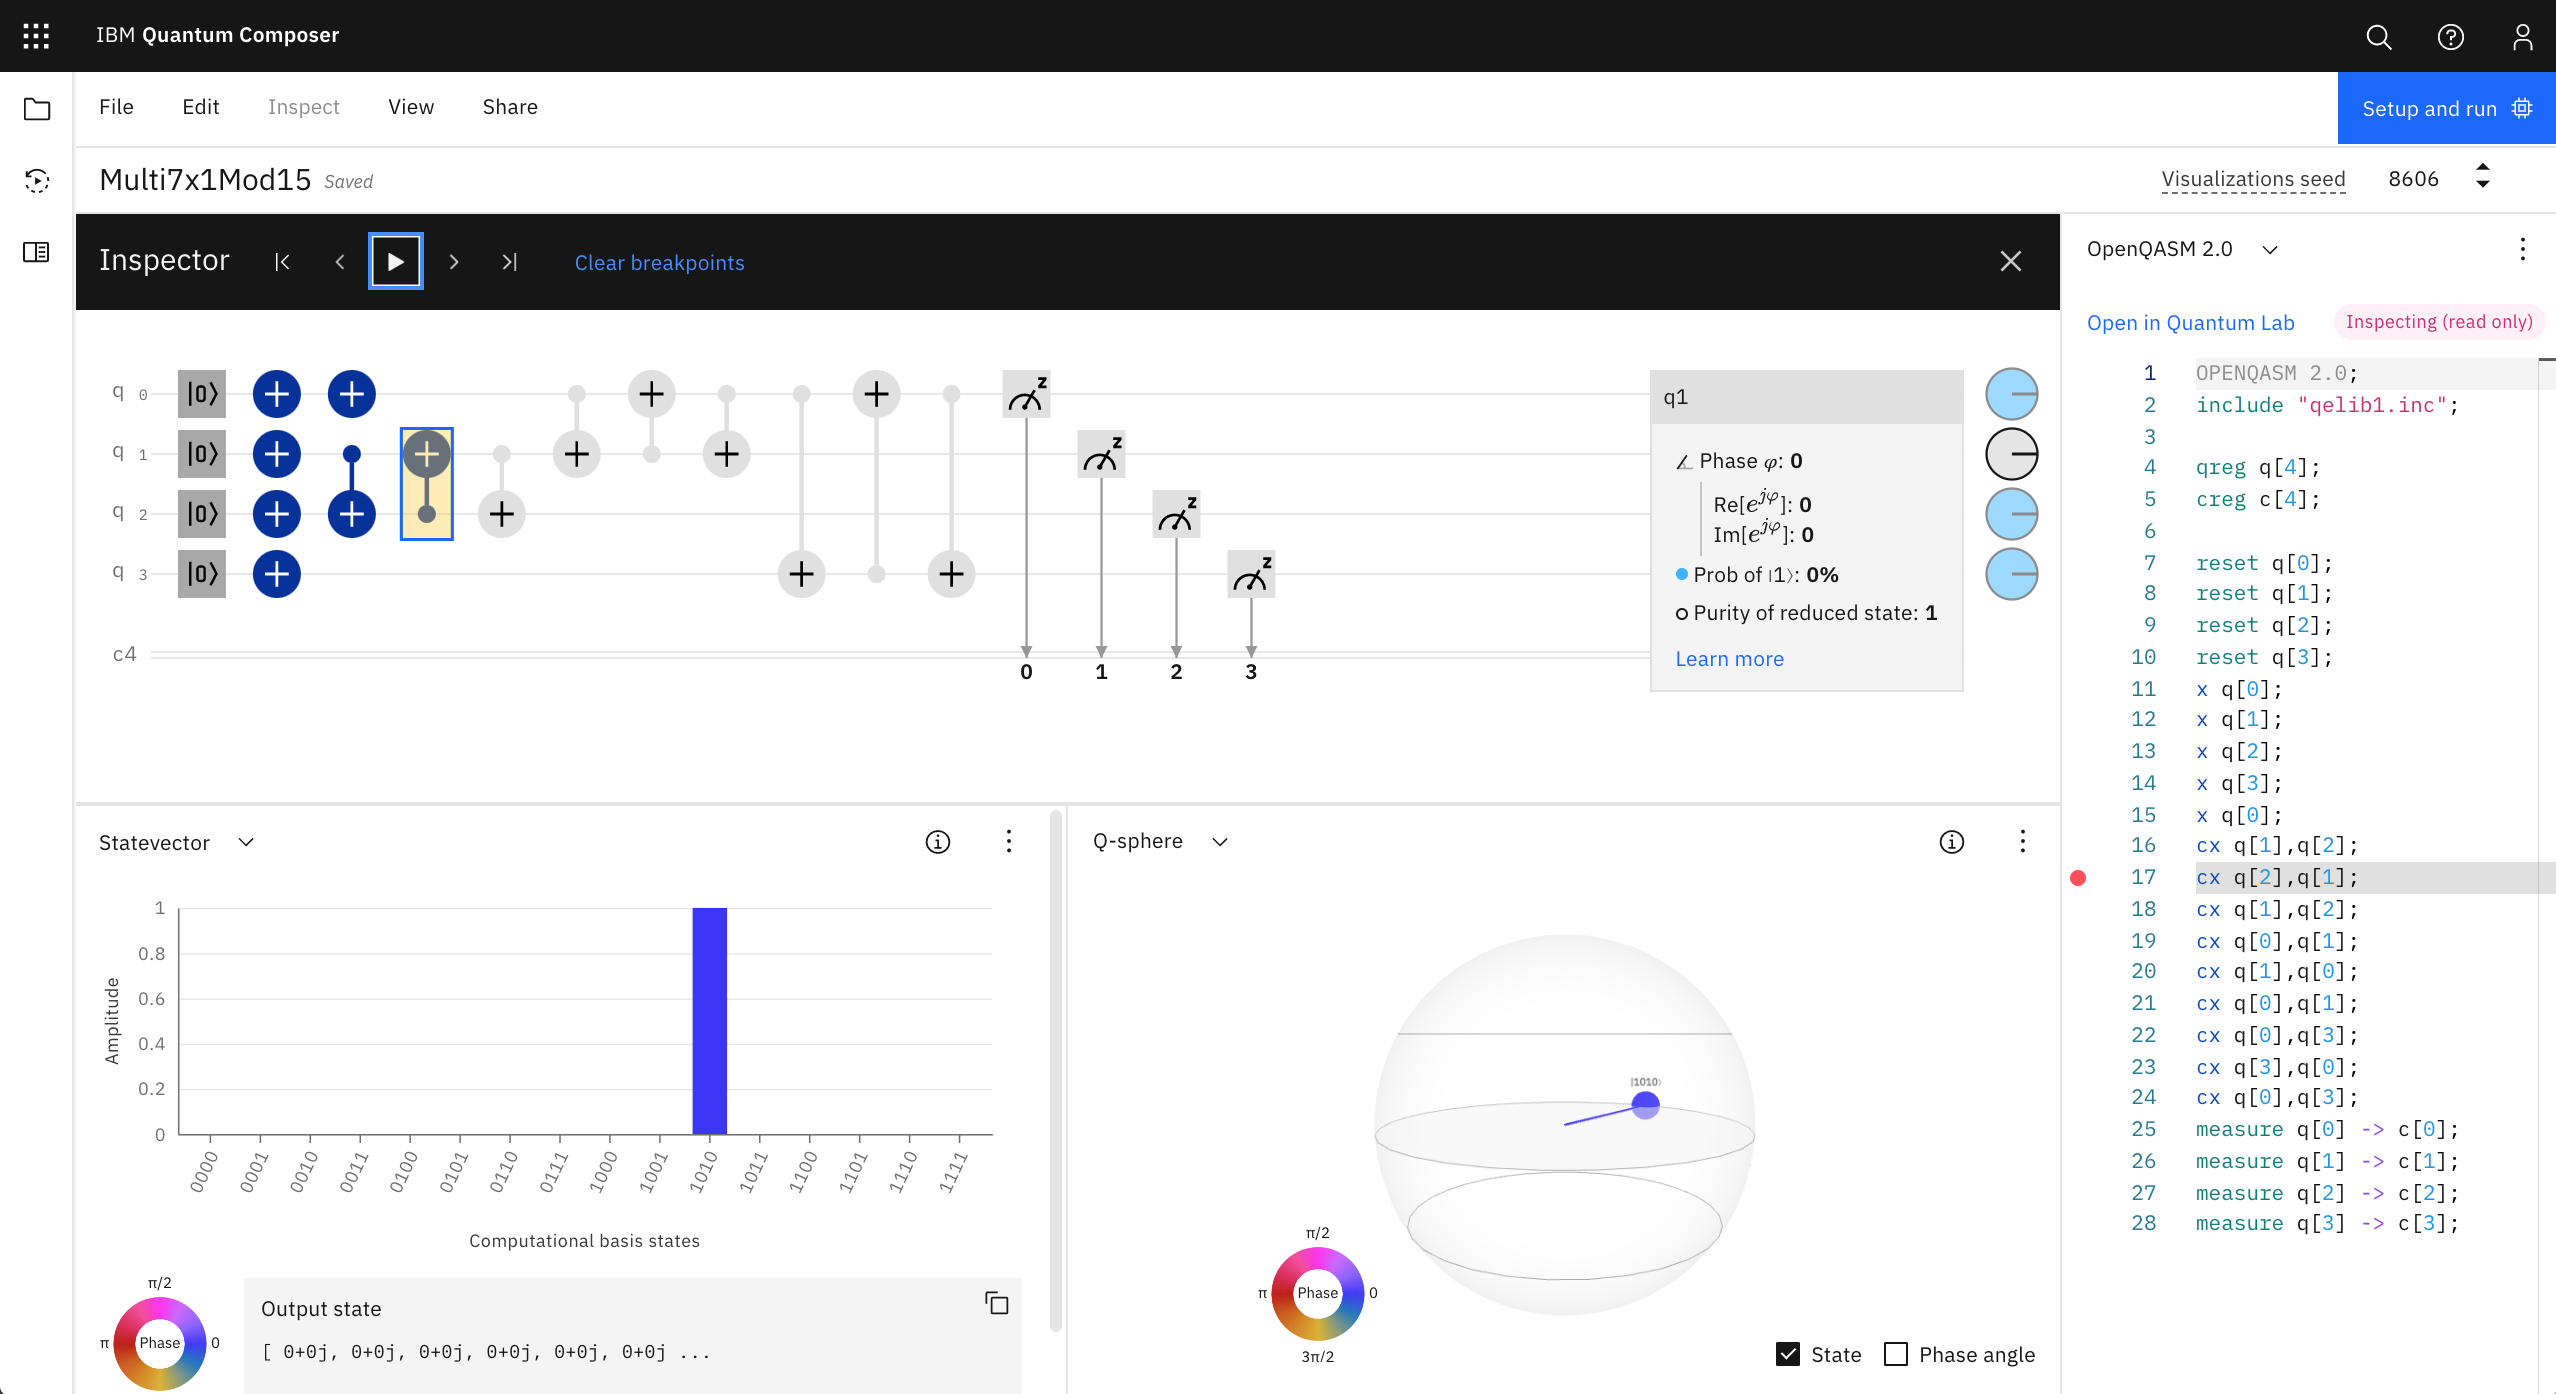 IBM Quantum Composer
File Edit Inspect View Share
Setup and run
Multi7x1Mod15 Saved
Visualizations seed 8606
Inspector
Clear breakpoints
q 0 |0⟩ z
q 1 |0⟩ z
q 2 |0⟩ z
q 3 |0⟩ z
c4
0 1 2 3
q1
Phase φ: 0
Re[e^jφ]: 0
Im[e^jφ]: 0
Prob of |1⟩: 0%
Purity of reduced state: 1
Learn more
Statevector
Amplitude
1
0.8
0.6
0.4
0.2
0
0000 0001 0010 0011 0100 0101 0110 0111 1000 1001 1010 1011 1100 1101 1110 1111
Computational basis states
π/2
π Phase 0
Output state
[ 0+0j, 0+0j, 0+0j, 0+0j, 0+0j, 0+0j ...
Q-sphere
|1010⟩
π/2
π Phase 0
3π/2
State Phase angle
OpenQASM 2.0
Open in Quantum Lab Inspecting (read only)
1 OPENQASM 2.0;
2 include "qelib1.inc";
3
4 qreg q[4];
5 creg c[4];
6
7 reset q[0];
8 reset q[1];
9 reset q[2];
10 reset q[3];
11 x q[0];
12 x q[1];
13 x q[2];
14 x q[3];
15 x q[0];
16 cx q[1],q[2];
17 cx q[2],q[1];
18 cx q[1],q[2];
19 cx q[0],q[1];
20 cx q[1],q[0];
21 cx q[0],q[1];
22 cx q[0],q[3];
23 cx q[3],q[0];
24 cx q[0],q[3];
25 measure q[0] -> c[0];
26 measure q[1] -> c[1];
27 measure q[2] -> c[2];
28 measure q[3] -> c[3];